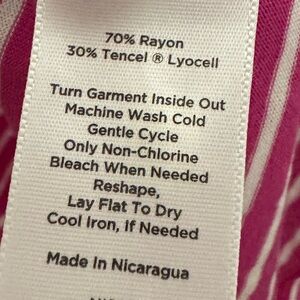 70% Rayon
30% Tencel ® Lyocell
Turn Garment Inside Out
Machine Wash Cold
Gentle Cycle
Only Non-Chlorine
Bleach When Needed
Reshape,
Lay Flat To Dry
Cool Iron, If Needed
Made In Nicaragua